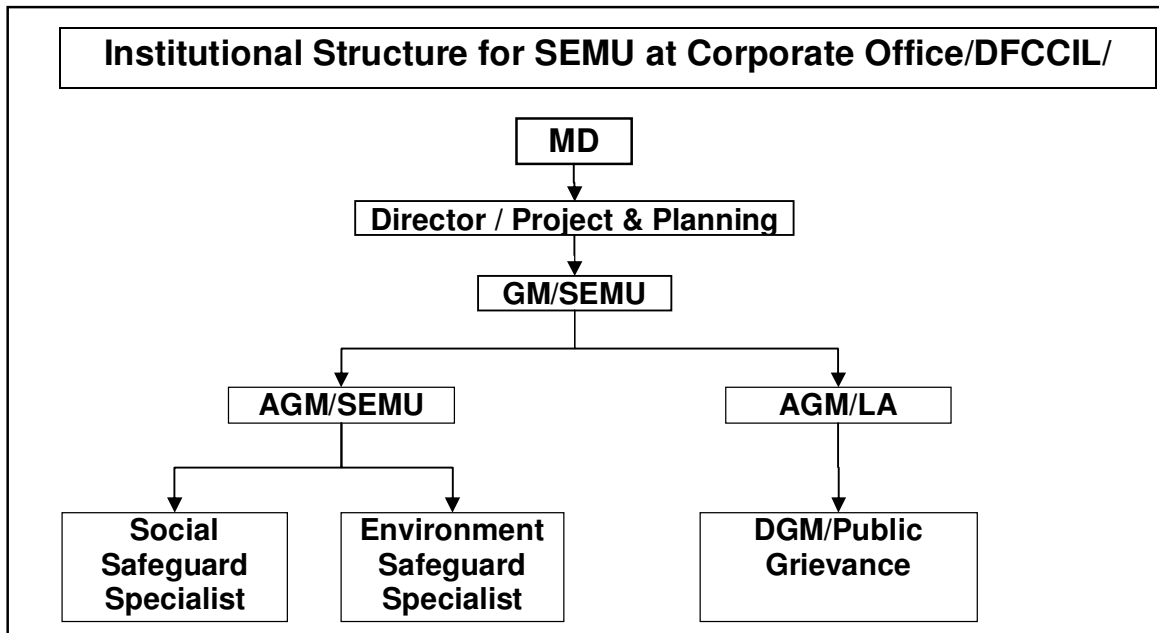 Institutional Structure for SEMU at Corporate Office/DFCCIL/
MD
Director / Project & Planning
GM/SEMU
AGM/SEMU
AGM/LA
Social
Safeguard
Specialist
Environment
Safeguard
Specialist
DGM/Public
Grievance